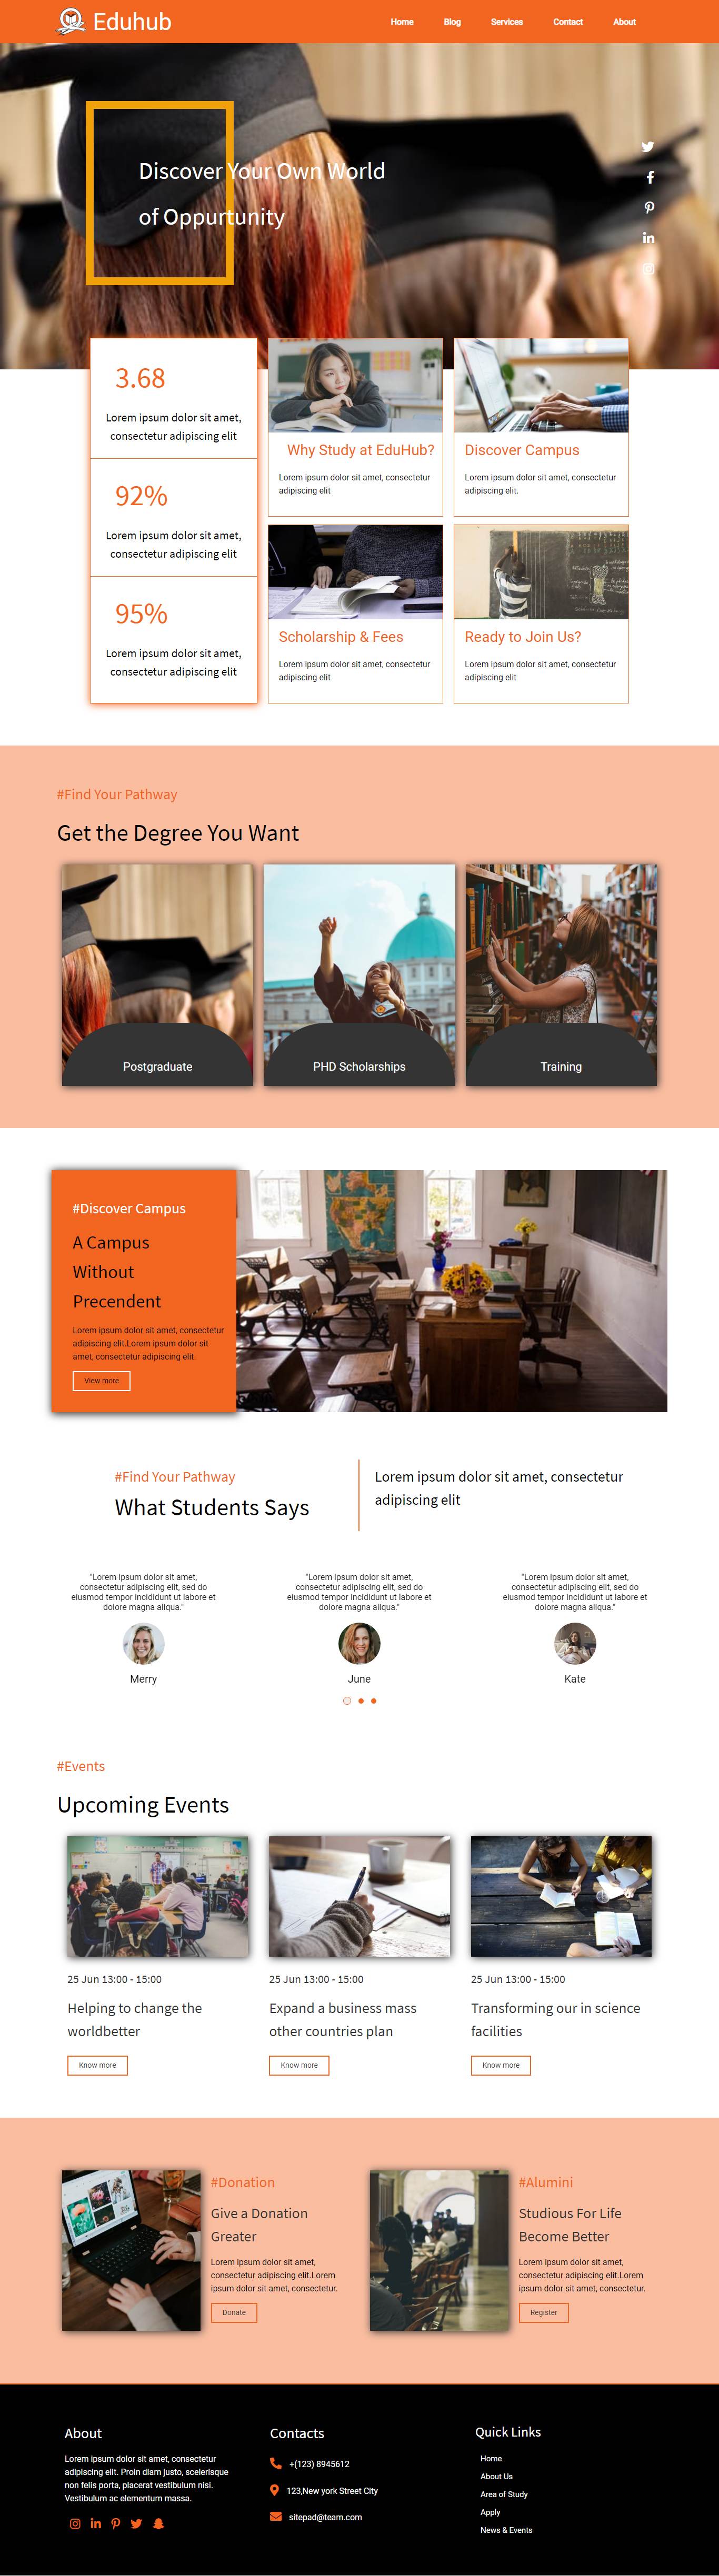 Eduhub
Home
Blog
Services
Contact
About
Discover Your Own World
of Oppurtunity
3.68
Lorem ipsum dolor sit amet,
consectetur adipiscing elit
92%
Lorem ipsum dolor sit amet,
consectetur adipiscing elit
95%
Lorem ipsum dolor sit amet,
consectetur adipiscing elit
Why Study at EduHub?
Lorem ipsum dolor sit amet, consectetur
adipiscing elit
Discover Campus
Lorem ipsum dolor sit amet, consectetur
adipiscing elit.
Scholarship & Fees
Lorem ipsum dolor sit amet, consectetur
adipiscing elit
Ready to Join Us?
Lorem ipsum dolor sit amet, consectetur
adipiscing elit
#Find Your Pathway
Get the Degree You Want
Postgraduate
PHD Scholarships
Training
#Discover Campus
A Campus
Without
Precendent
Lorem ipsum dolor sit amet, consectetur
adipiscing elit.Lorem ipsum dolor sit
amet, consectetur adipiscing elit.
View more
#Find Your Pathway
What Students Says
Lorem ipsum dolor sit amet, consectetur
adipiscing elit
"Lorem ipsum dolor sit amet,
consectetur adipiscing elit, sed do
eiusmod tempor incididunt ut labore et
dolore magna aliqua."
Merry
"Lorem ipsum dolor sit amet,
consectetur adipiscing elit, sed do
eiusmod tempor incididunt ut labore et
dolore magna aliqua."
June
"Lorem ipsum dolor sit amet,
consectetur adipiscing elit, sed do
eiusmod tempor incididunt ut labore et
dolore magna aliqua."
Kate
#Events
Upcoming Events
25 Jun 13:00 - 15:00
Helping to change the
worldbetter
Know more
25 Jun 13:00 - 15:00
Expand a business mass
other countries plan
Know more
25 Jun 13:00 - 15:00
Transforming our in science
facilities
Know more
#Donation
Give a Donation
Greater
Lorem ipsum dolor sit amet,
consectetur adipiscing elit.Lorem
ipsum dolor sit amet, consectetur.
Donate
#Alumini
Studious For Life
Become Better
Lorem ipsum dolor sit amet,
consectetur adipiscing elit.Lorem
ipsum dolor sit amet, consectetur.
Register
About
Lorem ipsum dolor sit amet, consectetur
adipiscing elit. Proin diam justo, scelerisque
non felis porta, placerat vestibulum nisi.
Vestibulum ac elementum massa.
Contacts
+(123) 8945612
123,New york Street City
sitepad@team.com
Quick Links
Home
About Us
Area of Study
Apply
News & Events